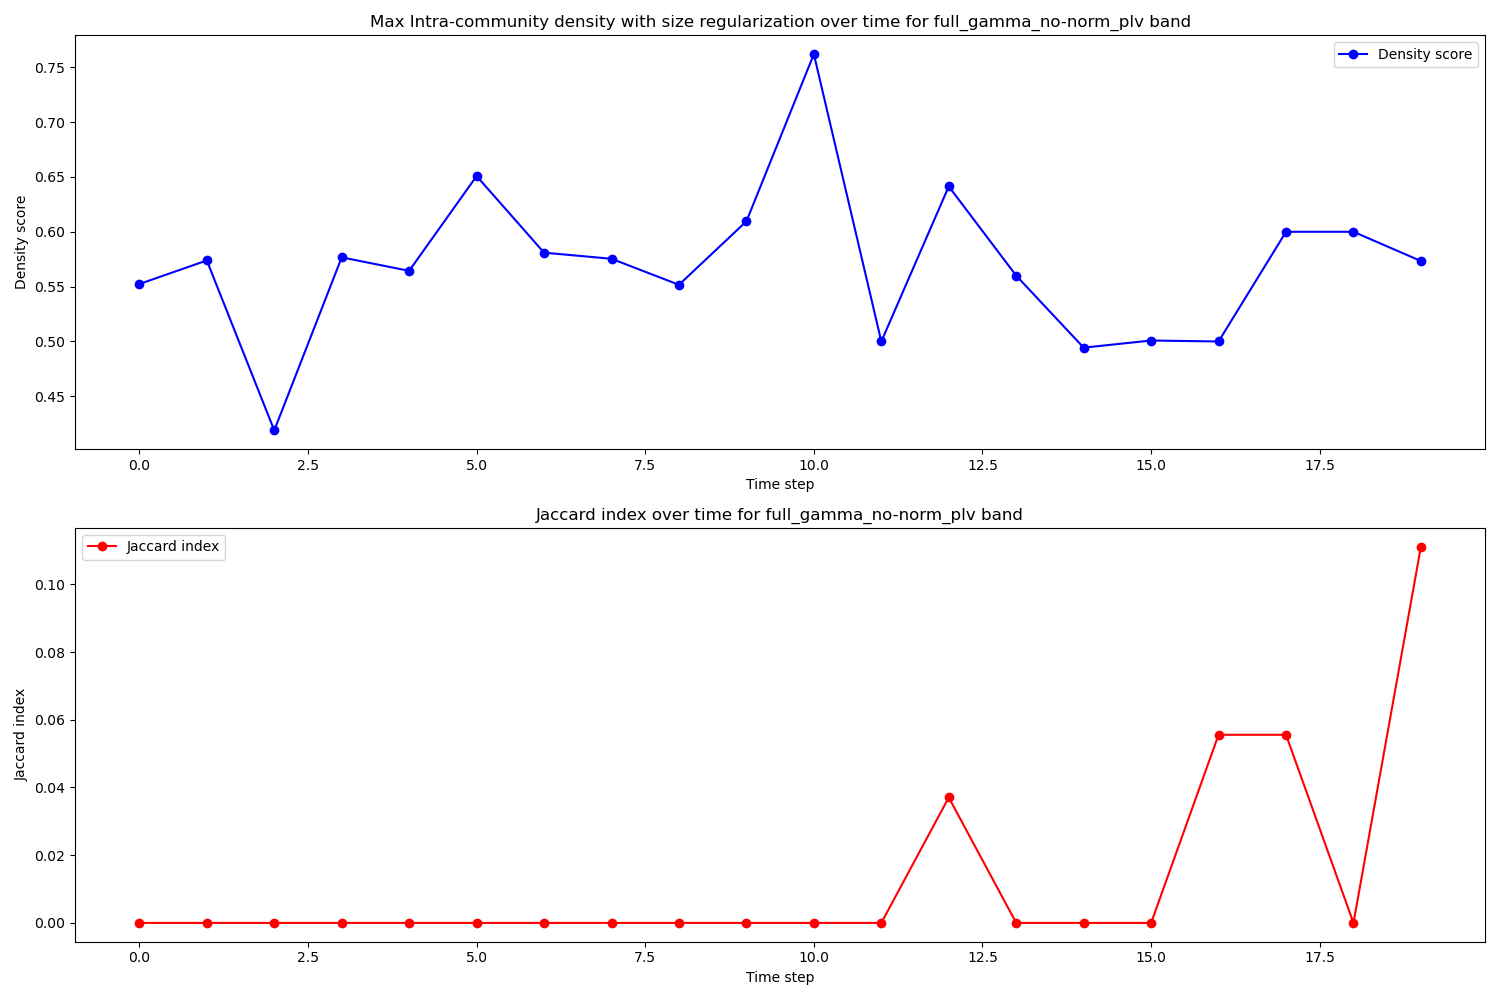 Max Intra-community density with size regularization over time for full_gamma_no-norm_plv band
Density score
0.75
0.70
0.65
0.60
0.55
0.50
0.45
Density score
0.0 2.5 5.0 7.5 10.0 12.5 15.0 17.5
Time step
Jaccard index over time for full_gamma_no-norm_plv band
Jaccard index
0.10
0.08
0.06
0.04
0.02
0.00
Jaccard index
0.0 2.5 5.0 7.5 10.0 12.5 15.0 17.5
Time step